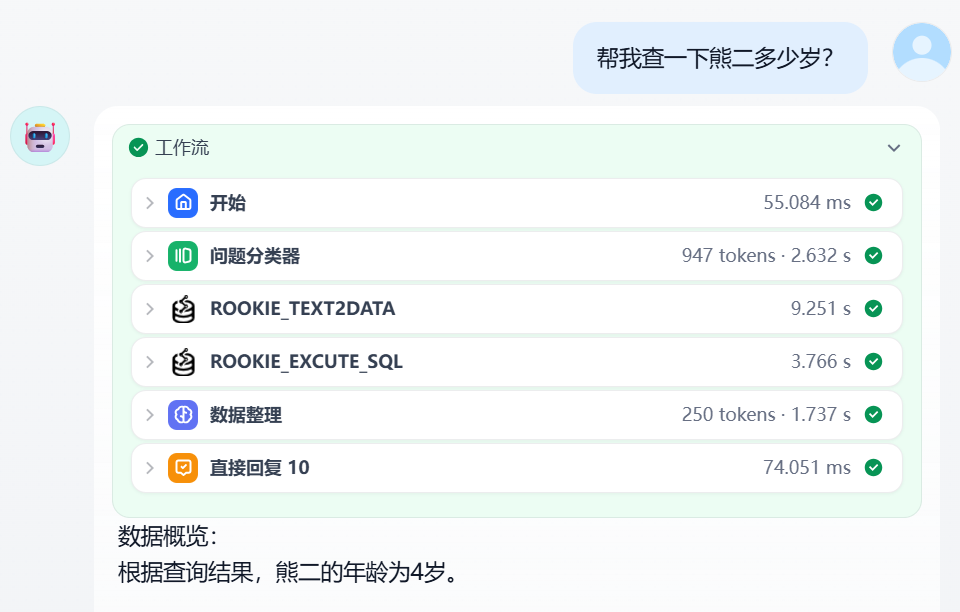 帮我查一下熊二多少岁?
工作流
开始 55.084 ms
问题分类器 947 tokens · 2.632 s
ROOKIE_TEXT2DATA 9.251 s
ROOKIE_EXCUTE_SQL 3.766 s
数据整理 250 tokens · 1.737 s
直接回复 10 74.051 ms
数据概览：
根据查询结果，熊二的年龄为4岁。